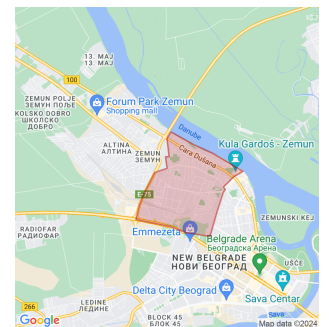 13. MAJ
13. МАЈ
100
ZEMUN POLJE
ЗЕМУН ПОЉЕ
Forum Park Zemun
Shopping mall
KOLSKO DOBRO
ШКОЛСКО
ДОБРО
Danube
Cara Dušana
Kula Gardoš - Zemun
ALTINA
АЛТИНА
ZEMUN
ЗЕМУН
E-75
ZEMUNSKI KEJ
RADIOFAR
РАДИОФАР
Emmezeta
Belgrade Arena
Београдска Арена
NEW BELGRADE
НОВИ БЕОГРАД
UŠĆE
УШЋЕ
Delta City Beograd
Sava Centar
266
LEDINE
ЛЕДИНЕ
BLOCK 45
БЛОК 45
Sava
Google
Map data ©2024